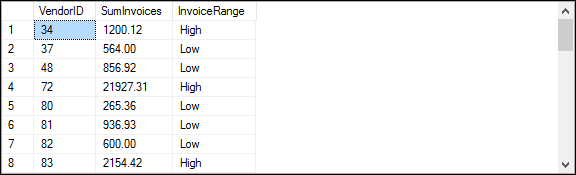 VendorID SumInvoices InvoiceRange
1 34 1200.12 High
2 37 564.00 Low
3 48 856.92 Low
4 72 21927.31 High
5 80 265.36 Low
6 81 936.93 Low
7 82 600.00 Low
8 83 2154.42 High